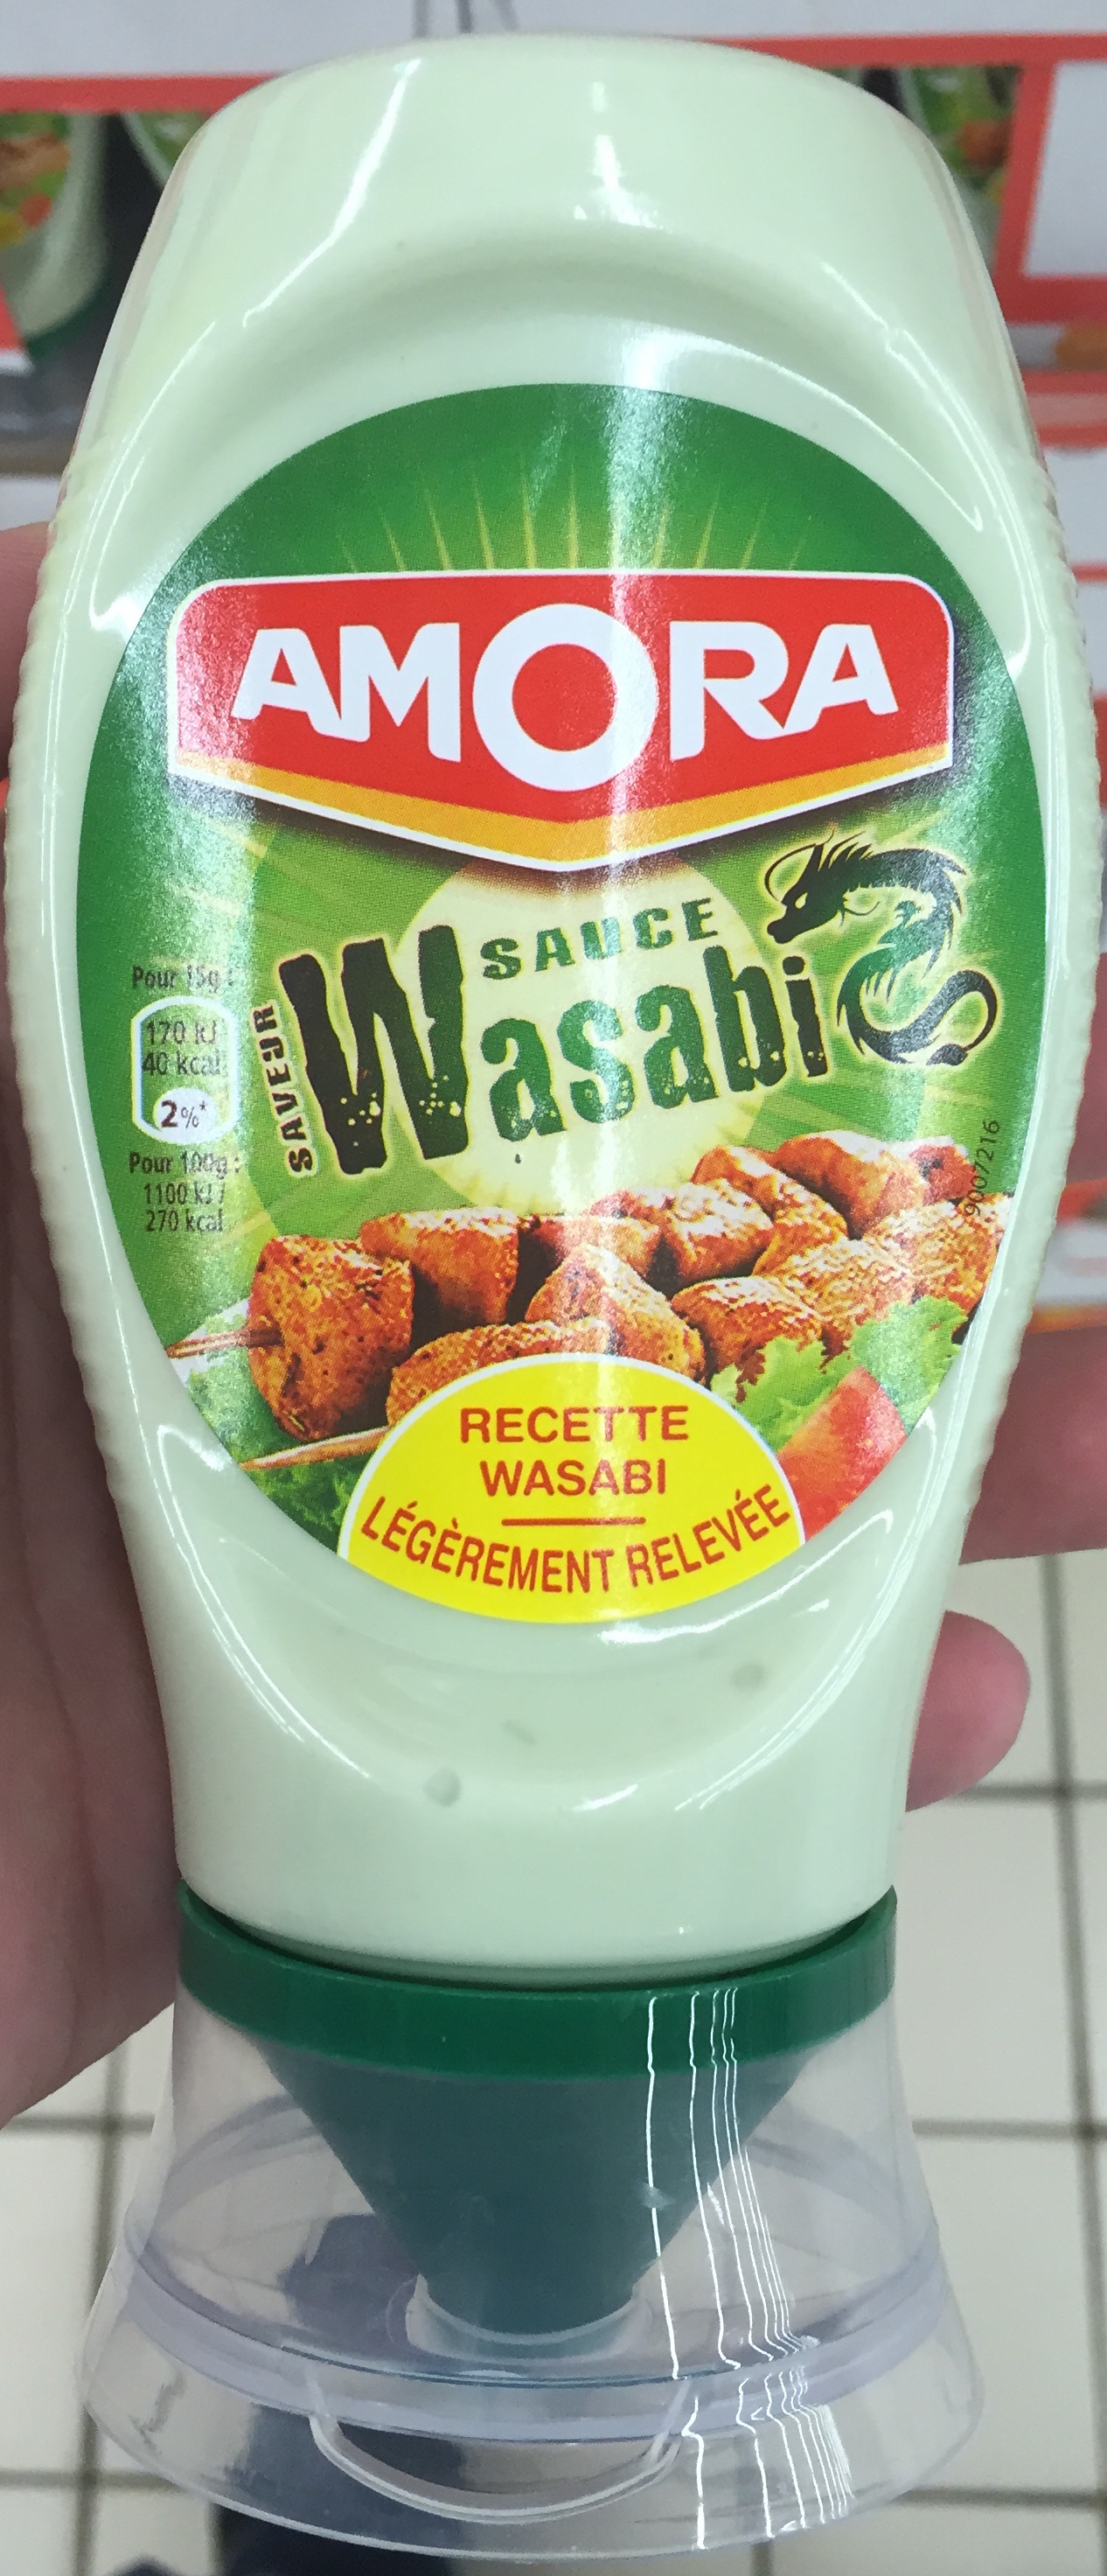 AMORA
SAUCE
SAVEUR
Wasabi
Pour 15g :
170 kJ
40 kcal
2%*
Pour 100g :
1100 kJ /
270 kcal
9007216
RECETTE
WASABI
LÉGÈREMENT RELEVÉE